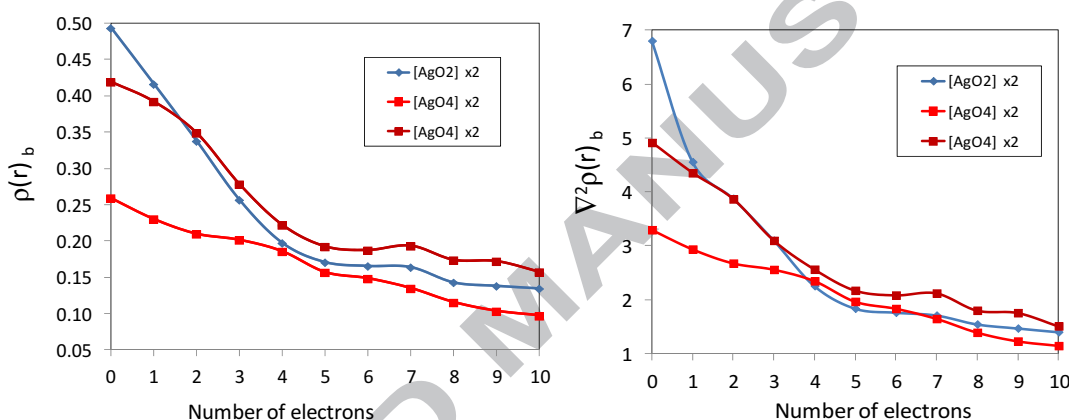 0.50
0.45
0.40
0.35
0.30
0.25
0.20
0.15
0.10
0.05
ρ(r) b
[AgO2] x2
[AgO4] x2
[AgO4] x2
0 1 2 3 4 5 6 7 8 9 10
Number of electrons
7
6
5
4
3
2
1
∇²ρ(r) b
[AgO2] x2
[AgO4] x2
[AgO4] x2
0 1 2 3 4 5 6 7 8 9 10
Number of electrons
D MANUS